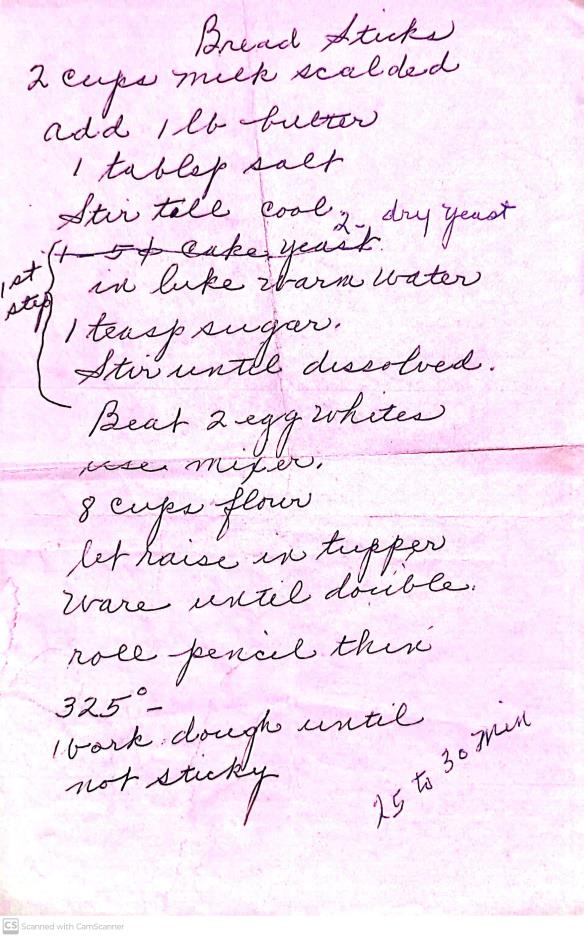 Bread Sticks
2 cups milk scalded
add 1 lb butter
1 tablsp salt
Stir till cool.
2- dry yeast
1 - 5¢ cake yeast
1st step
in luke warm water
1 teasp sugar.
Stir until dissolved.
Beat 2 egg whites
use mixer.
8 cups flour
let raise in tupper
ware until double.
roll pencil thin
325° -
work dough until
not sticky
25 to 30 min
CS Scanned with CamScanner